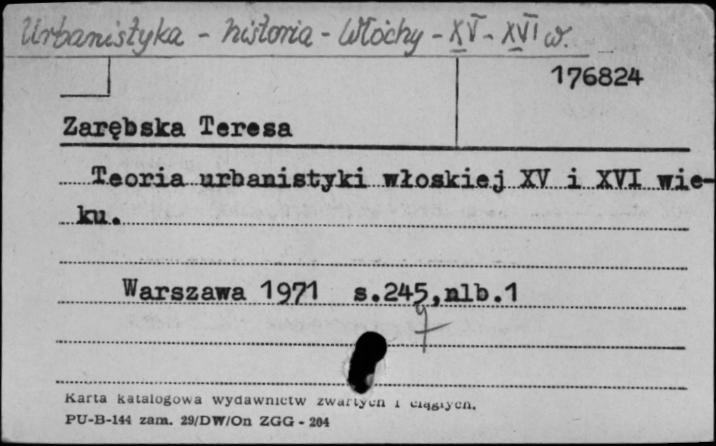 Urbanistyka - historia - Włochy - XV - XVI w.
176824
Zarębska Teresa
Teoria urbanistyki włoskiej XV i XVI wie-
ku.
Warszawa 1971 s.245,nlb.1
Karta katalogowa wydawnictw zwartych i ciągłych.
PU-B-144 zam. 29/DW/On ZGG - 204